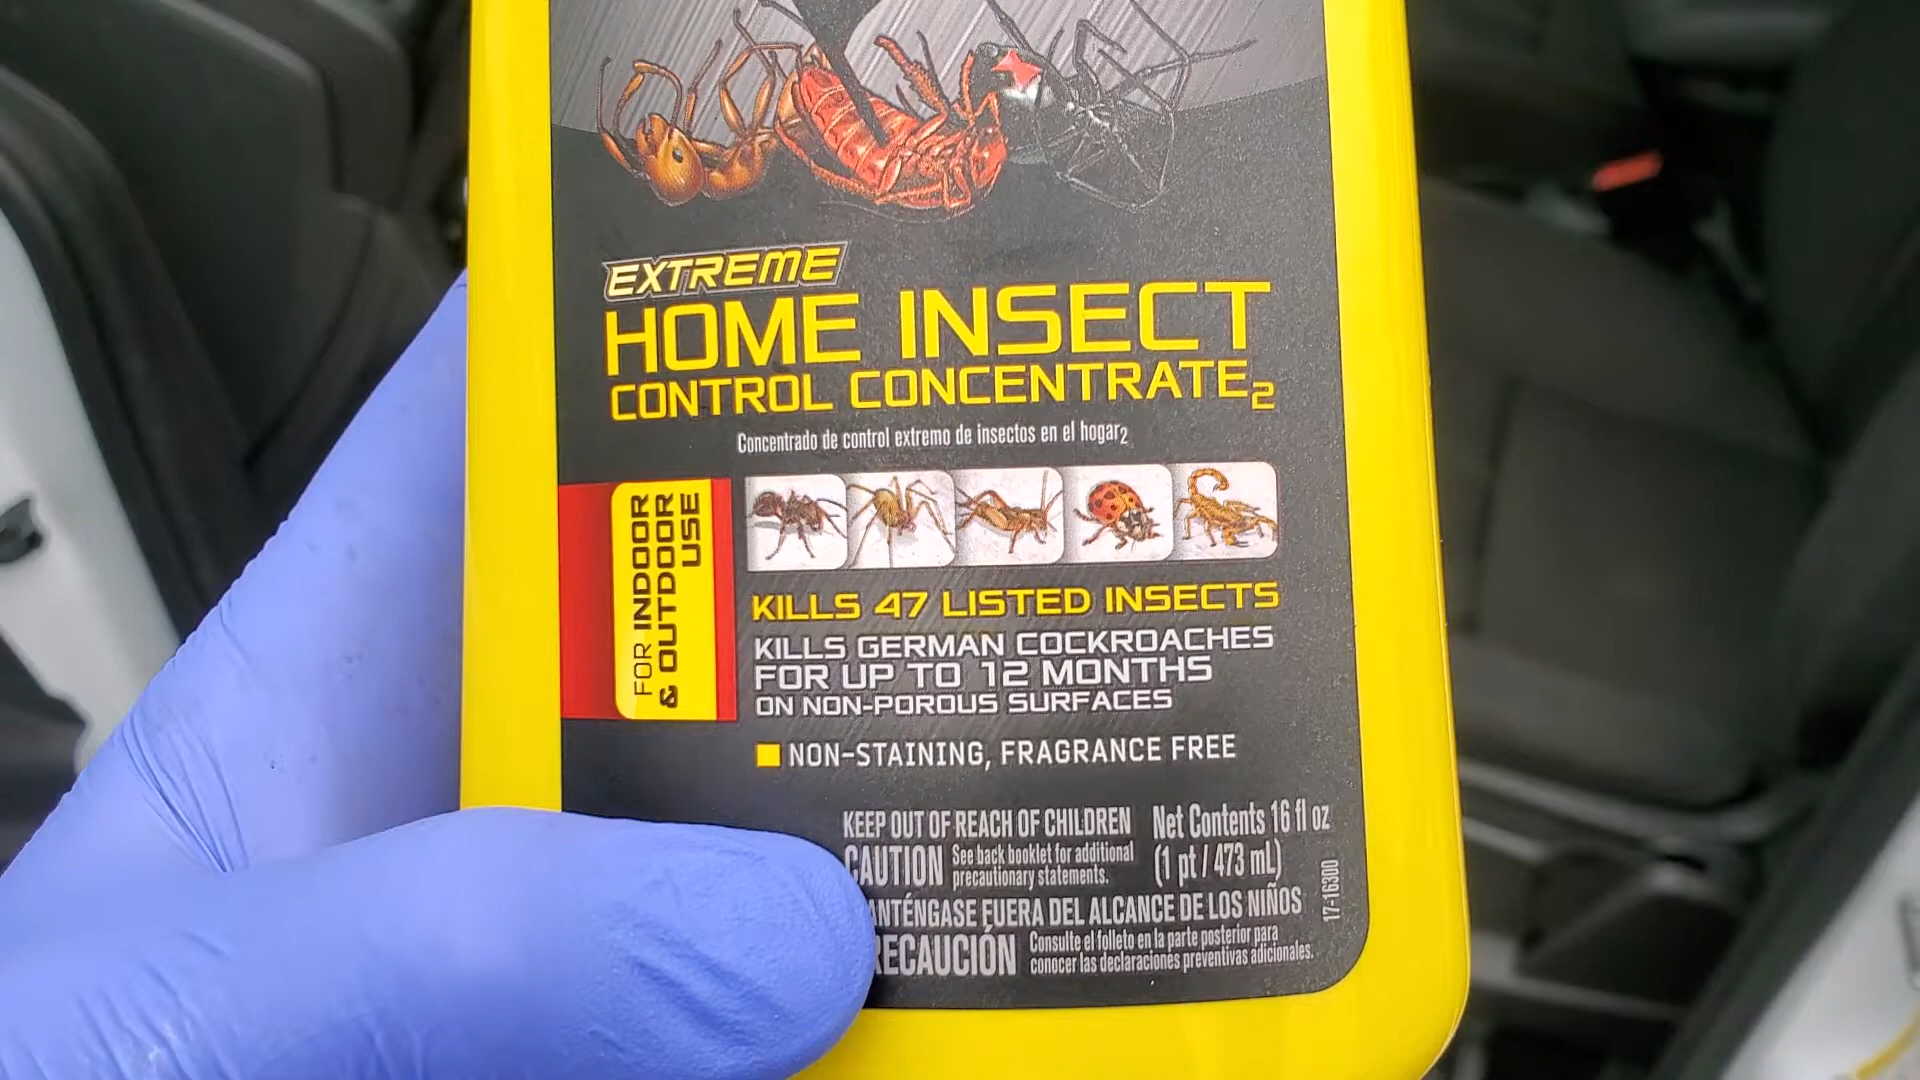 EXTREME
HOME INSECT
CONTROL CONCENTRATE2
Concentrado de control extremo de insectos en el hogar2
FOR INDOOR
& OUTDOOR
USE
KILLS 47 LISTED INSECTS
KILLS GERMAN COCKROACHES
FOR UP TO 12 MONTHS
ON NON-POROUS SURFACES
NON-STAINING, FRAGRANCE FREE
KEEP OUT OF REACH OF CHILDREN
CAUTION See back booklet for additional
precautionary statements.
Net Contents 16 fl oz
(1 pt / 473 mL)
ANTÉNGASE FUERA DEL ALCANCE DE LOS NIÑOS
RECAUCIÓN Consulte el folleto en la parte posterior para
conocer las declaraciones preventivas adicionales.
17-16300